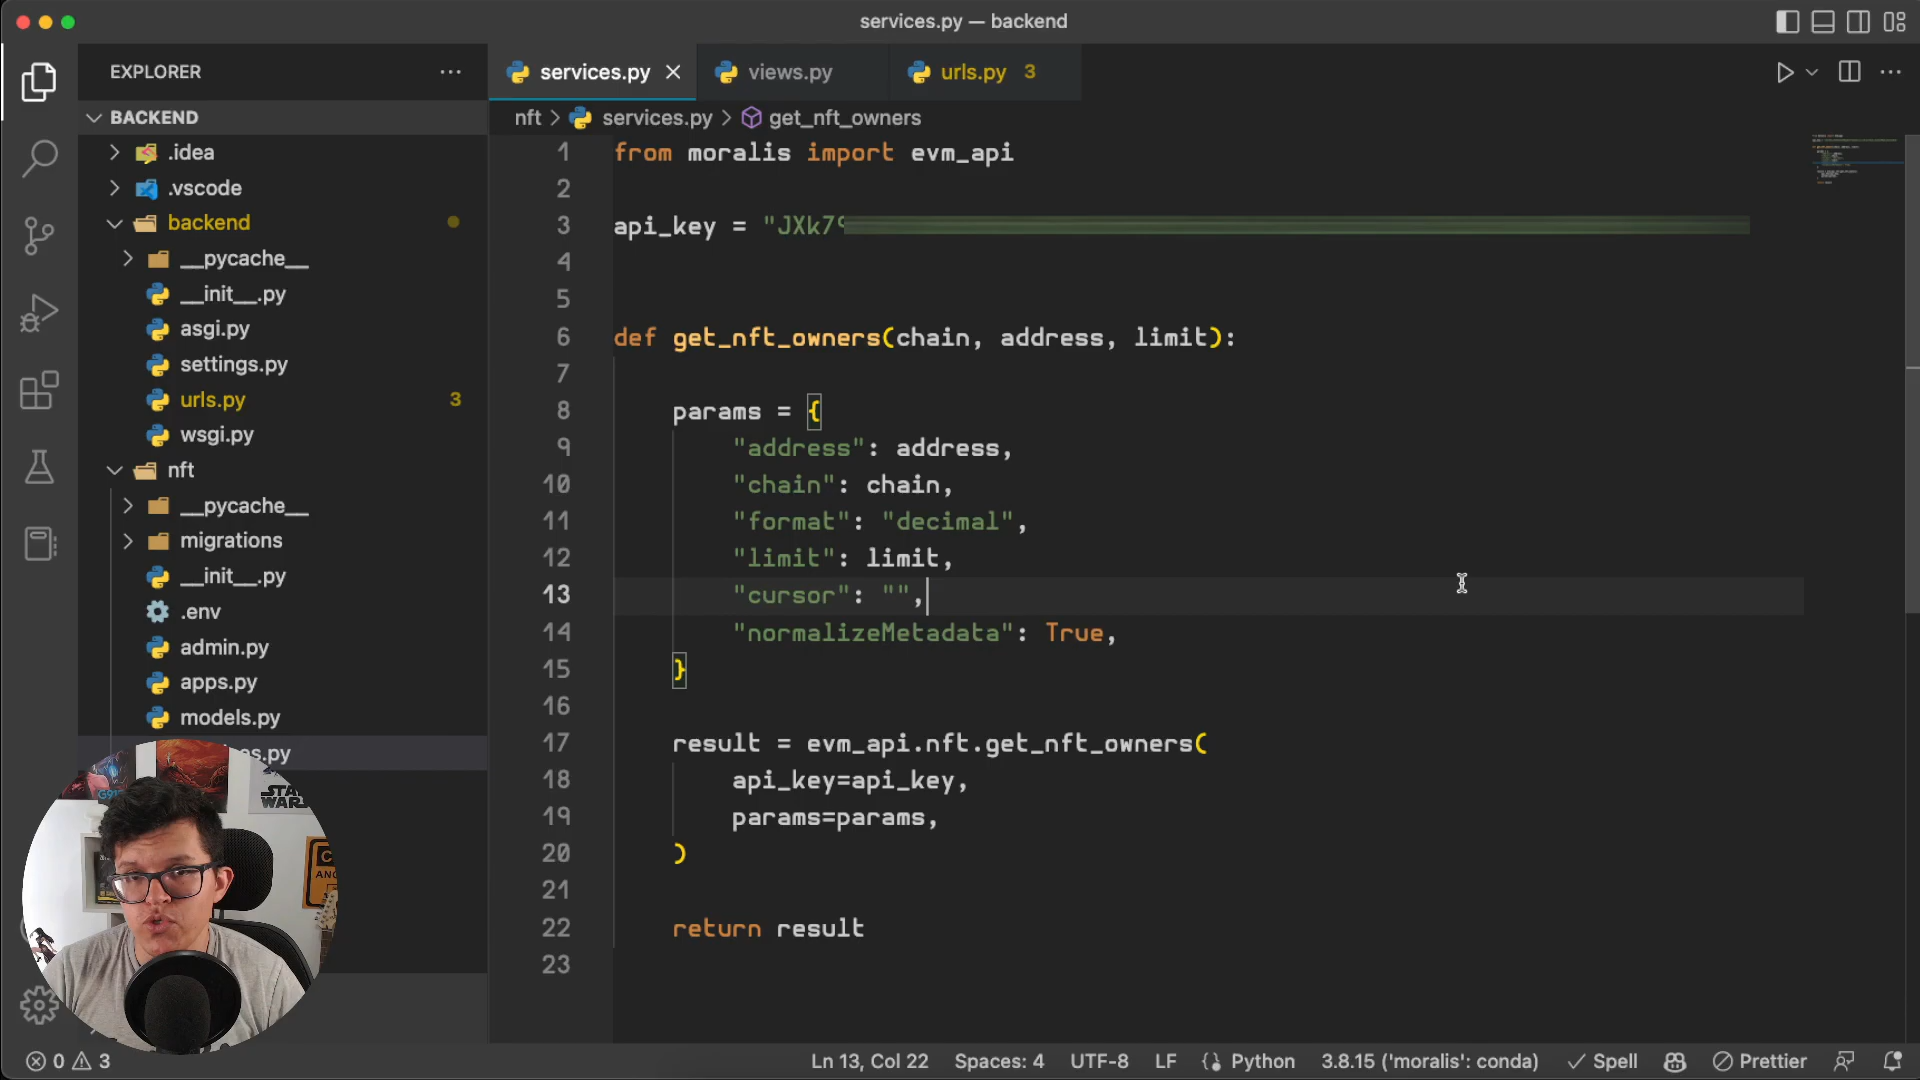 services.py — backend
EXPLORER
BACKEND
.idea
.vscode
backend
__pycache__
__init__.py
asgi.py
settings.py
urls.py 3
wsgi.py
nft
__pycache__
migrations
__init__.py
.env
admin.py
apps.py
models.py
es.py
STAR
WARS
services.py
views.py
urls.py 3
nft > services.py > get_nft_owners
1 from moralis import evm_api
2
3 api_key = "JXk79
4
5
6 def get_nft_owners(chain, address, limit):
7
8 params = {
9 "address": address,
10 "chain": chain,
11 "format": "decimal",
12 "limit": limit,
13 "cursor": "",
14 "normalizeMetadata": True,
15 }
16
17 result = evm_api.nft.get_nft_owners(
18 api_key=api_key,
19 params=params,
20 )
21
22 return result
23
0 3
Ln 13, Col 22 Spaces: 4 UTF-8 LF Python 3.8.15 ('moralis': conda) Spell Prettier